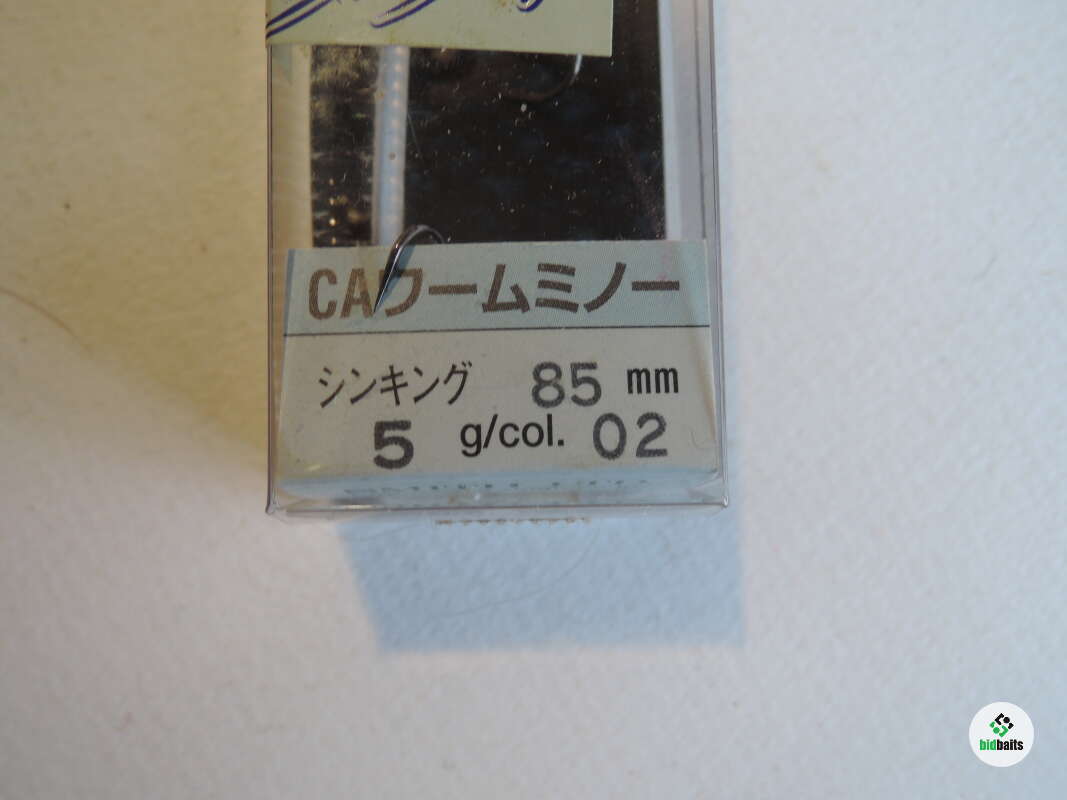 CAワームミノー
シンキング 85 mm
5 g/col. 02
bidbaits